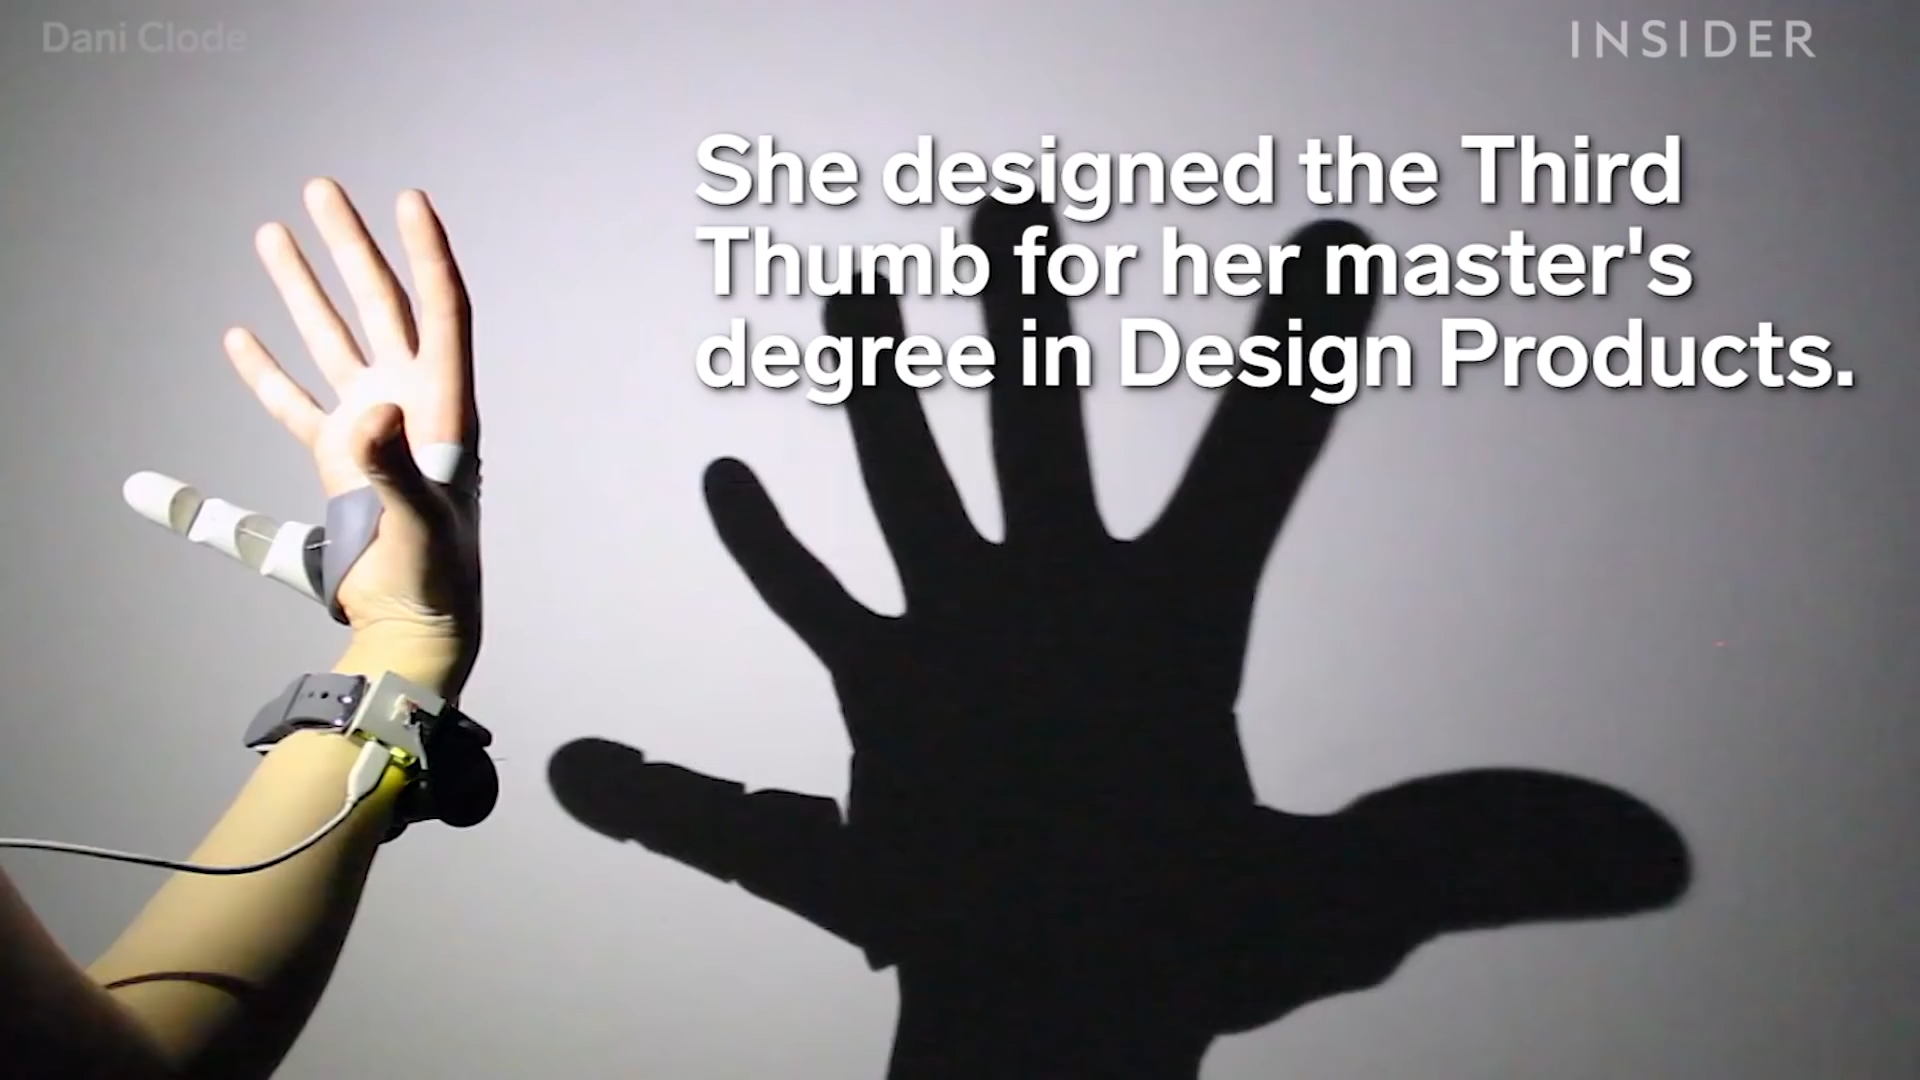 Dani Clode
INSIDER
She designed the Third
Thumb for her master's
degree in Design Products.